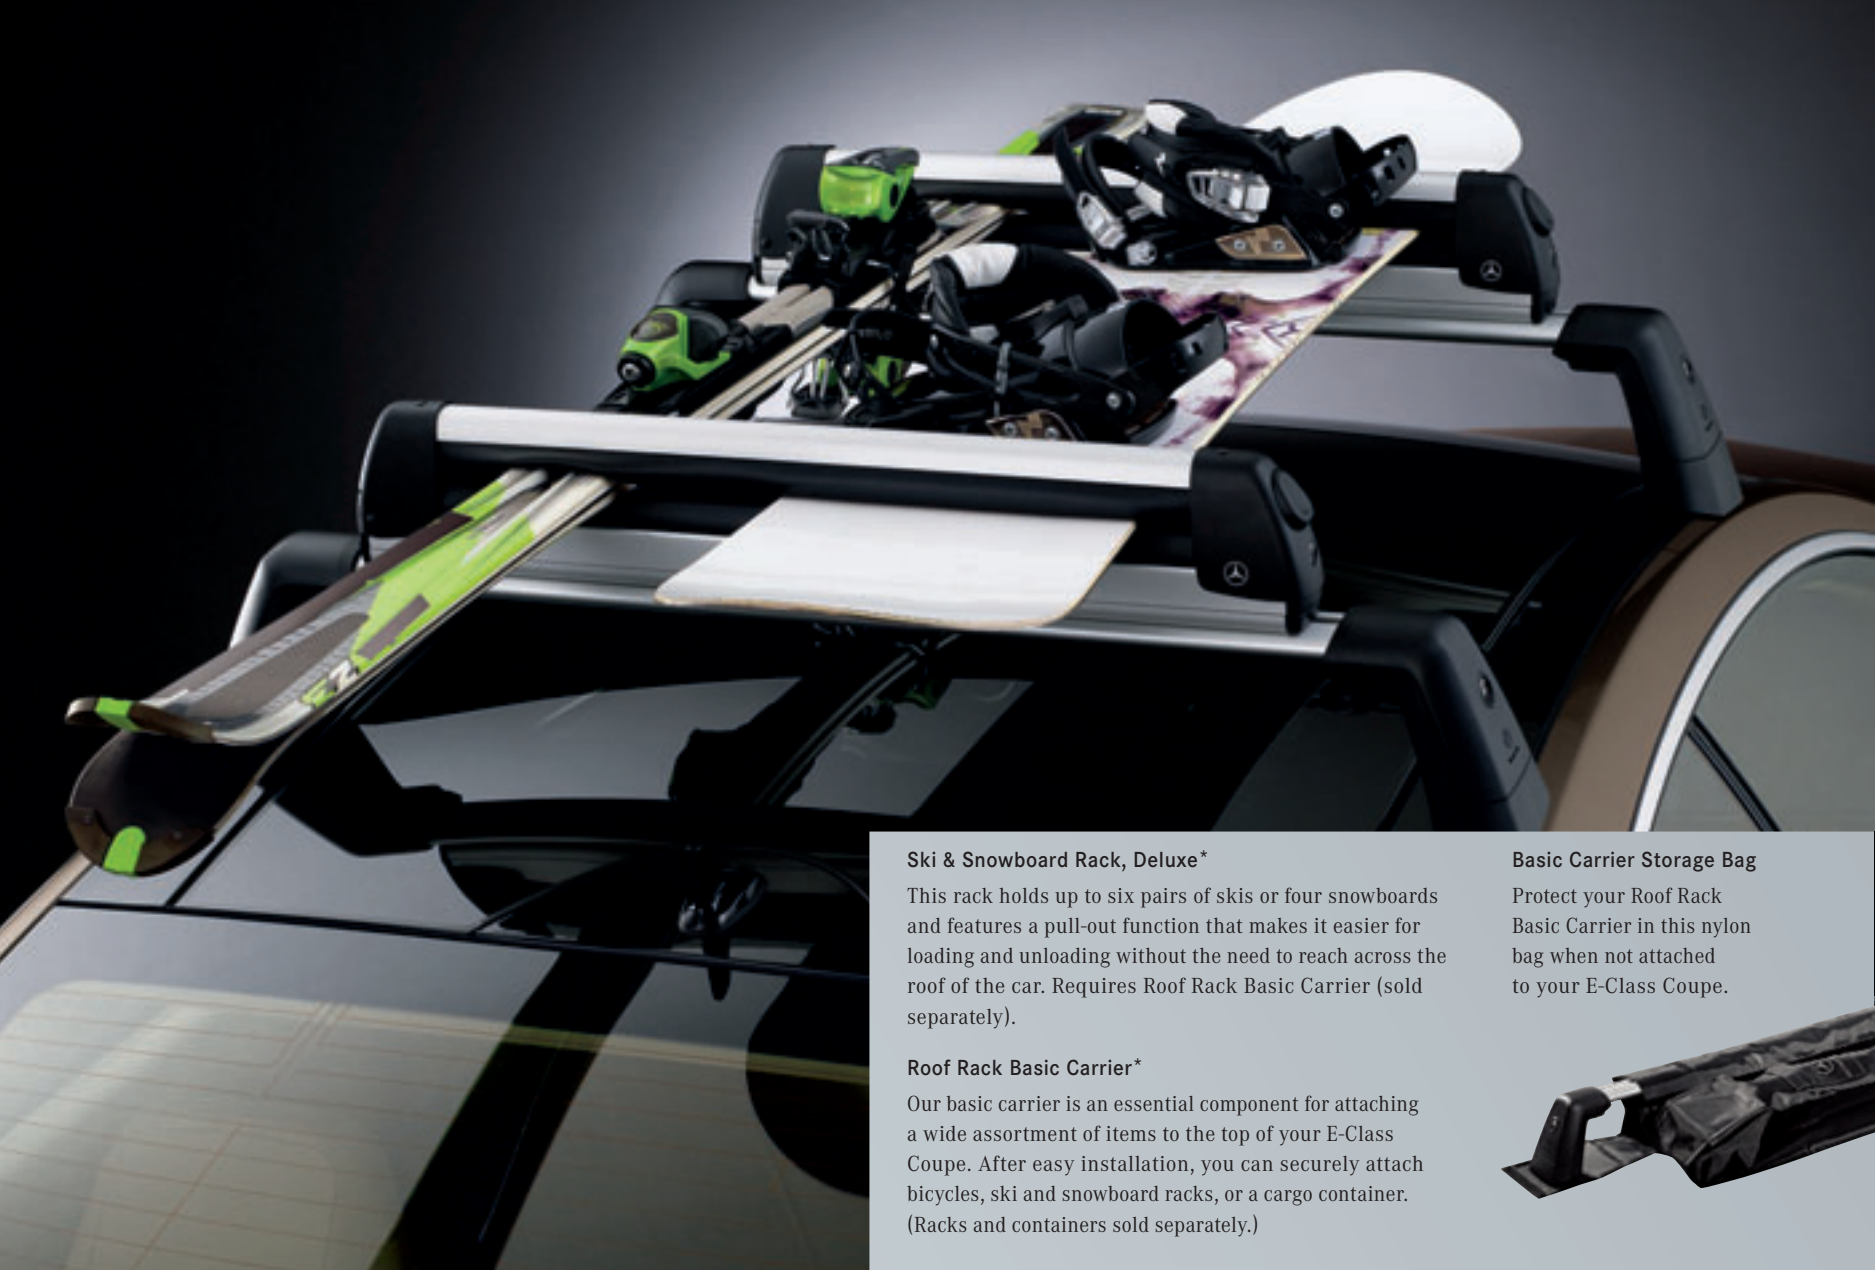 Ski & Snowboard Rack, Deluxe*
This rack holds up to six pairs of skis or four snowboards
and features a pull-out function that makes it easier for
loading and unloading without the need to reach across the
roof of the car. Requires Roof Rack Basic Carrier (sold
separately).
Roof Rack Basic Carrier*
Our basic carrier is an essential component for attaching
a wide assortment of items to the top of your E-Class
Coupe. After easy installation, you can securely attach
bicycles, ski and snowboard racks, or a cargo container.
(Racks and containers sold separately.)
Basic Carrier Storage Bag
Protect your Roof Rack
Basic Carrier in this nylon
bag when not attached
to your E-Class Coupe.